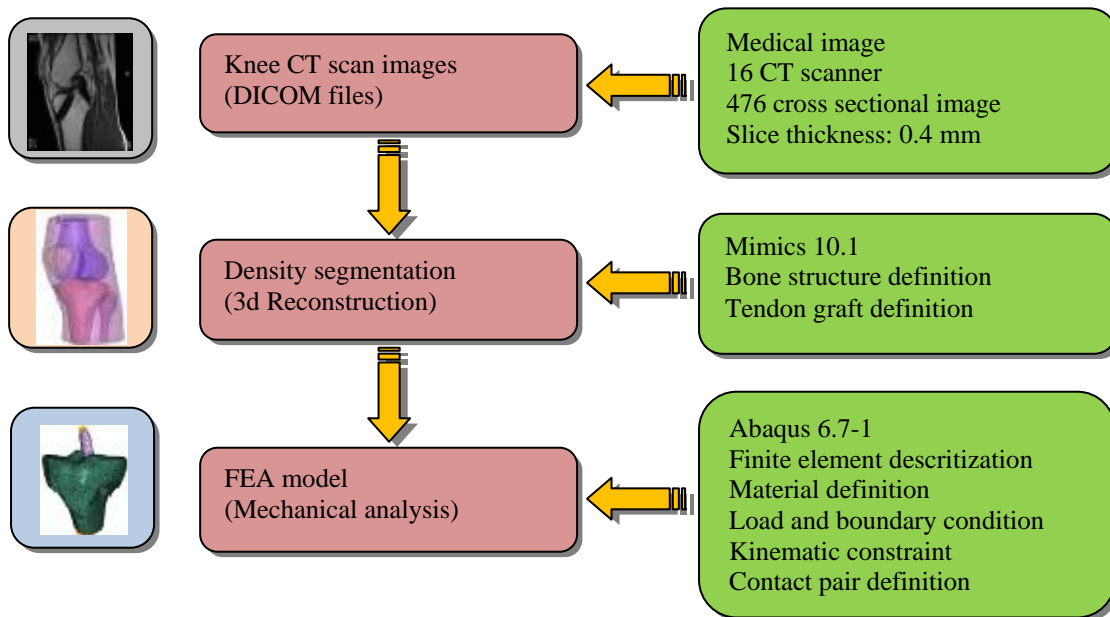 Knee CT scan images
(DICOM files)
Medical image
16 CT scanner
476 cross sectional image
Slice thickness: 0.4 mm
Density segmentation
(3d Reconstruction)
Mimics 10.1
Bone structure definition
Tendon graft definition
FEA model
(Mechanical analysis)
Abaqus 6.7-1
Finite element descritization
Material definition
Load and boundary condition
Kinematic constraint
Contact pair definition